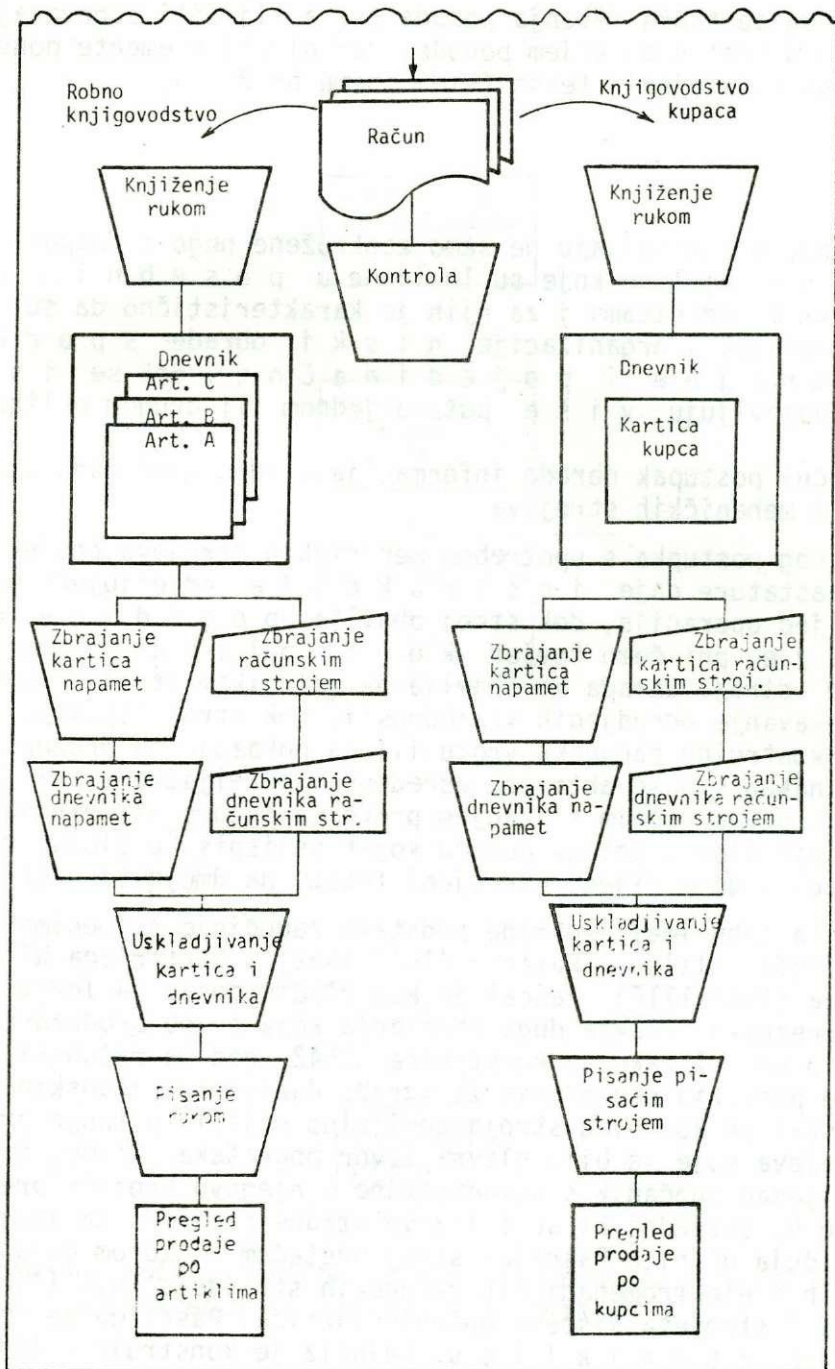 Robno
knjigovodstvo
Račun
Knjigovodstvo
kupaca
Knjiženje
rukom
Kontrola
Knjiženje
rukom
Dnevnik
Art. C
Art. B
Art. A
Dnevnik
Kartica
kupca
Zbrajanje
kartica
napamet
Zbrajanje
računskim
strojem
Zbrajanje
kartica
napamet
Zbrajanje
kartica račun-
skim stroj.
Zbrajanje
dnevnika
napamet
Zbrajanje
dnevnika ra-
čunskim str.
Zbrajanje
dnevnika na-
pamet
Zbrajanje
dnevnika račun-
skim strojem
Uskladjivanje
kartica i
dnevnika
Uskladjivanje
kartica i
dnevnika
Pisanje
rukom
Pisanje pi-
saćim
strojem
Pregled
prodaje
po
artiklima
Pregled
prodaje
po
kupcima